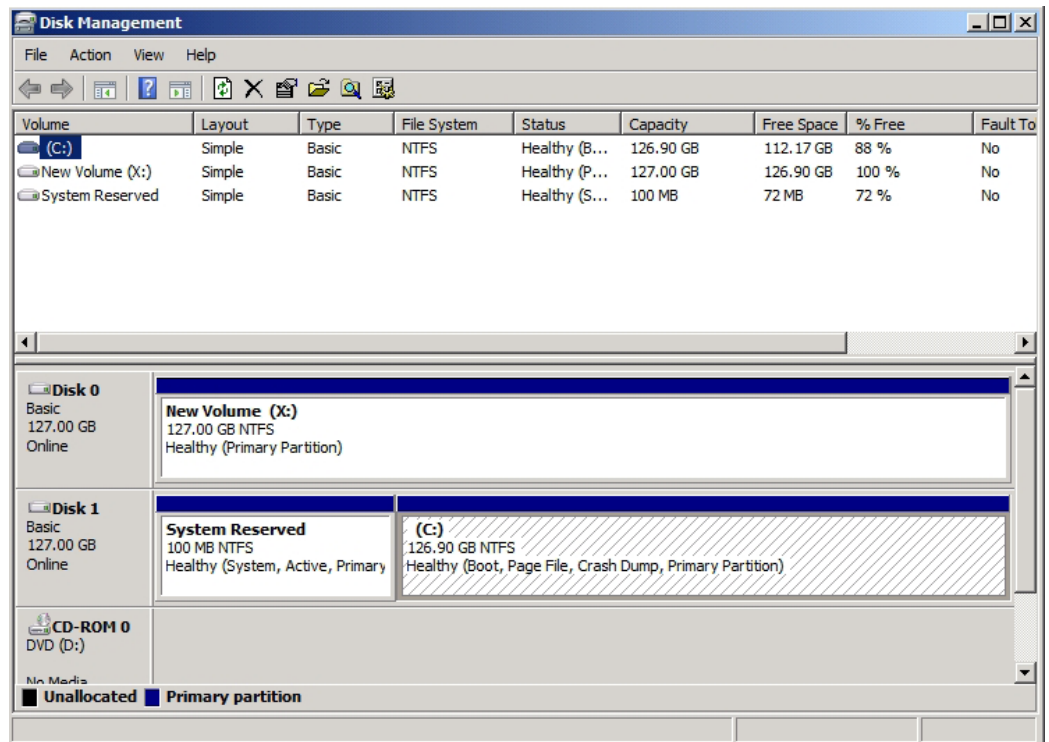 Disk Management
File Action View Help
Volume Layout Type File System Status Capacity Free Space % Free Fault To
(C:) Simple Basic NTFS Healthy (B... 126.90 GB 112.17 GB 88 % No
New Volume (X:) Simple Basic NTFS Healthy (P... 127.00 GB 126.90 GB 100 % No
System Reserved Simple Basic NTFS Healthy (S... 100 MB 72 MB 72 % No
Disk 0
Basic
127.00 GB
Online
New Volume (X:)
127.00 GB NTFS
Healthy (Primary Partition)
Disk 1
Basic
127.00 GB
Online
System Reserved
100 MB NTFS
Healthy (System, Active, Primary
(C:)
126.90 GB NTFS
Healthy (Boot, Page File, Crash Dump, Primary Partition)
CD-ROM 0
DVD (D:)
No Media
Unallocated Primary partition